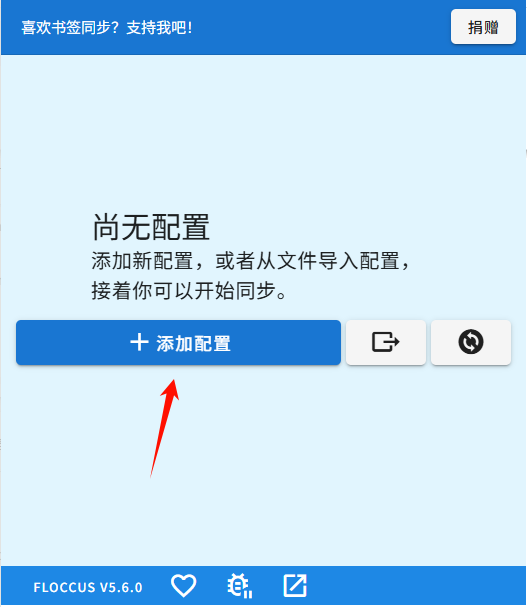 喜欢书签同步？支持我吧！
捐赠
尚无配置
添加新配置，或者从文件导入配置，
接着你可以开始同步。
添加配置
FLOCCUS V5.6.0